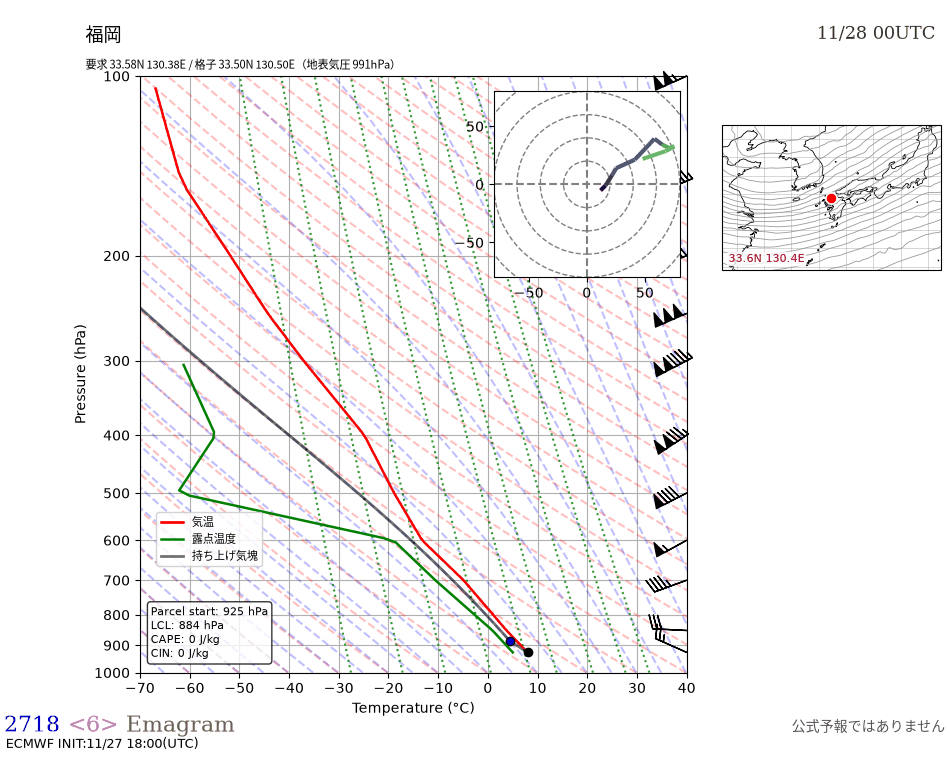 福岡
11/28 00UTC
要求 33.58N 130.38E / 格子 33.50N 130.50E（地表気圧 991hPa）
100
200
300
400
500
600
700
800
900
1000
Pressure (hPa)
−70 −60 −50 −40 −30 −20 −10 0 10 20 30 40
Temperature (°C)
50
0
−50
−50 0 50
33.6N 130.4E
気温
露点温度
持ち上げ気塊
Parcel start: 925 hPa
LCL: 884 hPa
CAPE: 0 J/kg
CIN: 0 J/kg
2718 <6> Emagram
公式予報ではありません
ECMWF INIT:11/27 18:00(UTC)